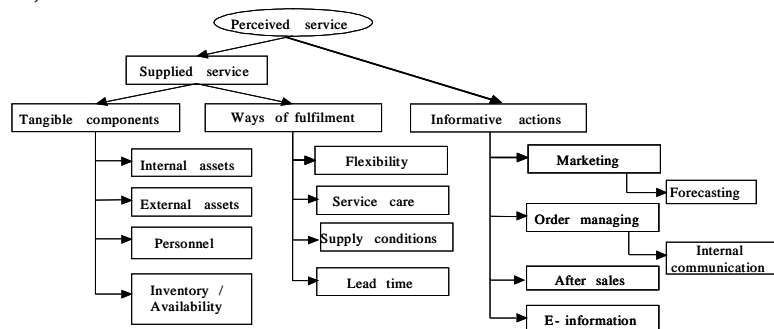 Perceived service
Supplied service
Tangible components
Ways of fulfilment
Informative actions
Internal assets
External assets
Personnel
Inventory /
Availability
Flexibility
Service care
Supply conditions
Lead time
Marketing
Forecasting
Order managing
Internal
communication
After sales
E- information